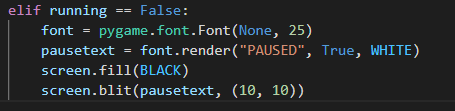 elif running == False:
    font = pygame.font.Font(None, 25)
    pausetext = font.render("PAUSED", True, WHITE)
    screen.fill(BLACK)
    screen.blit(pausetext, (10, 10))